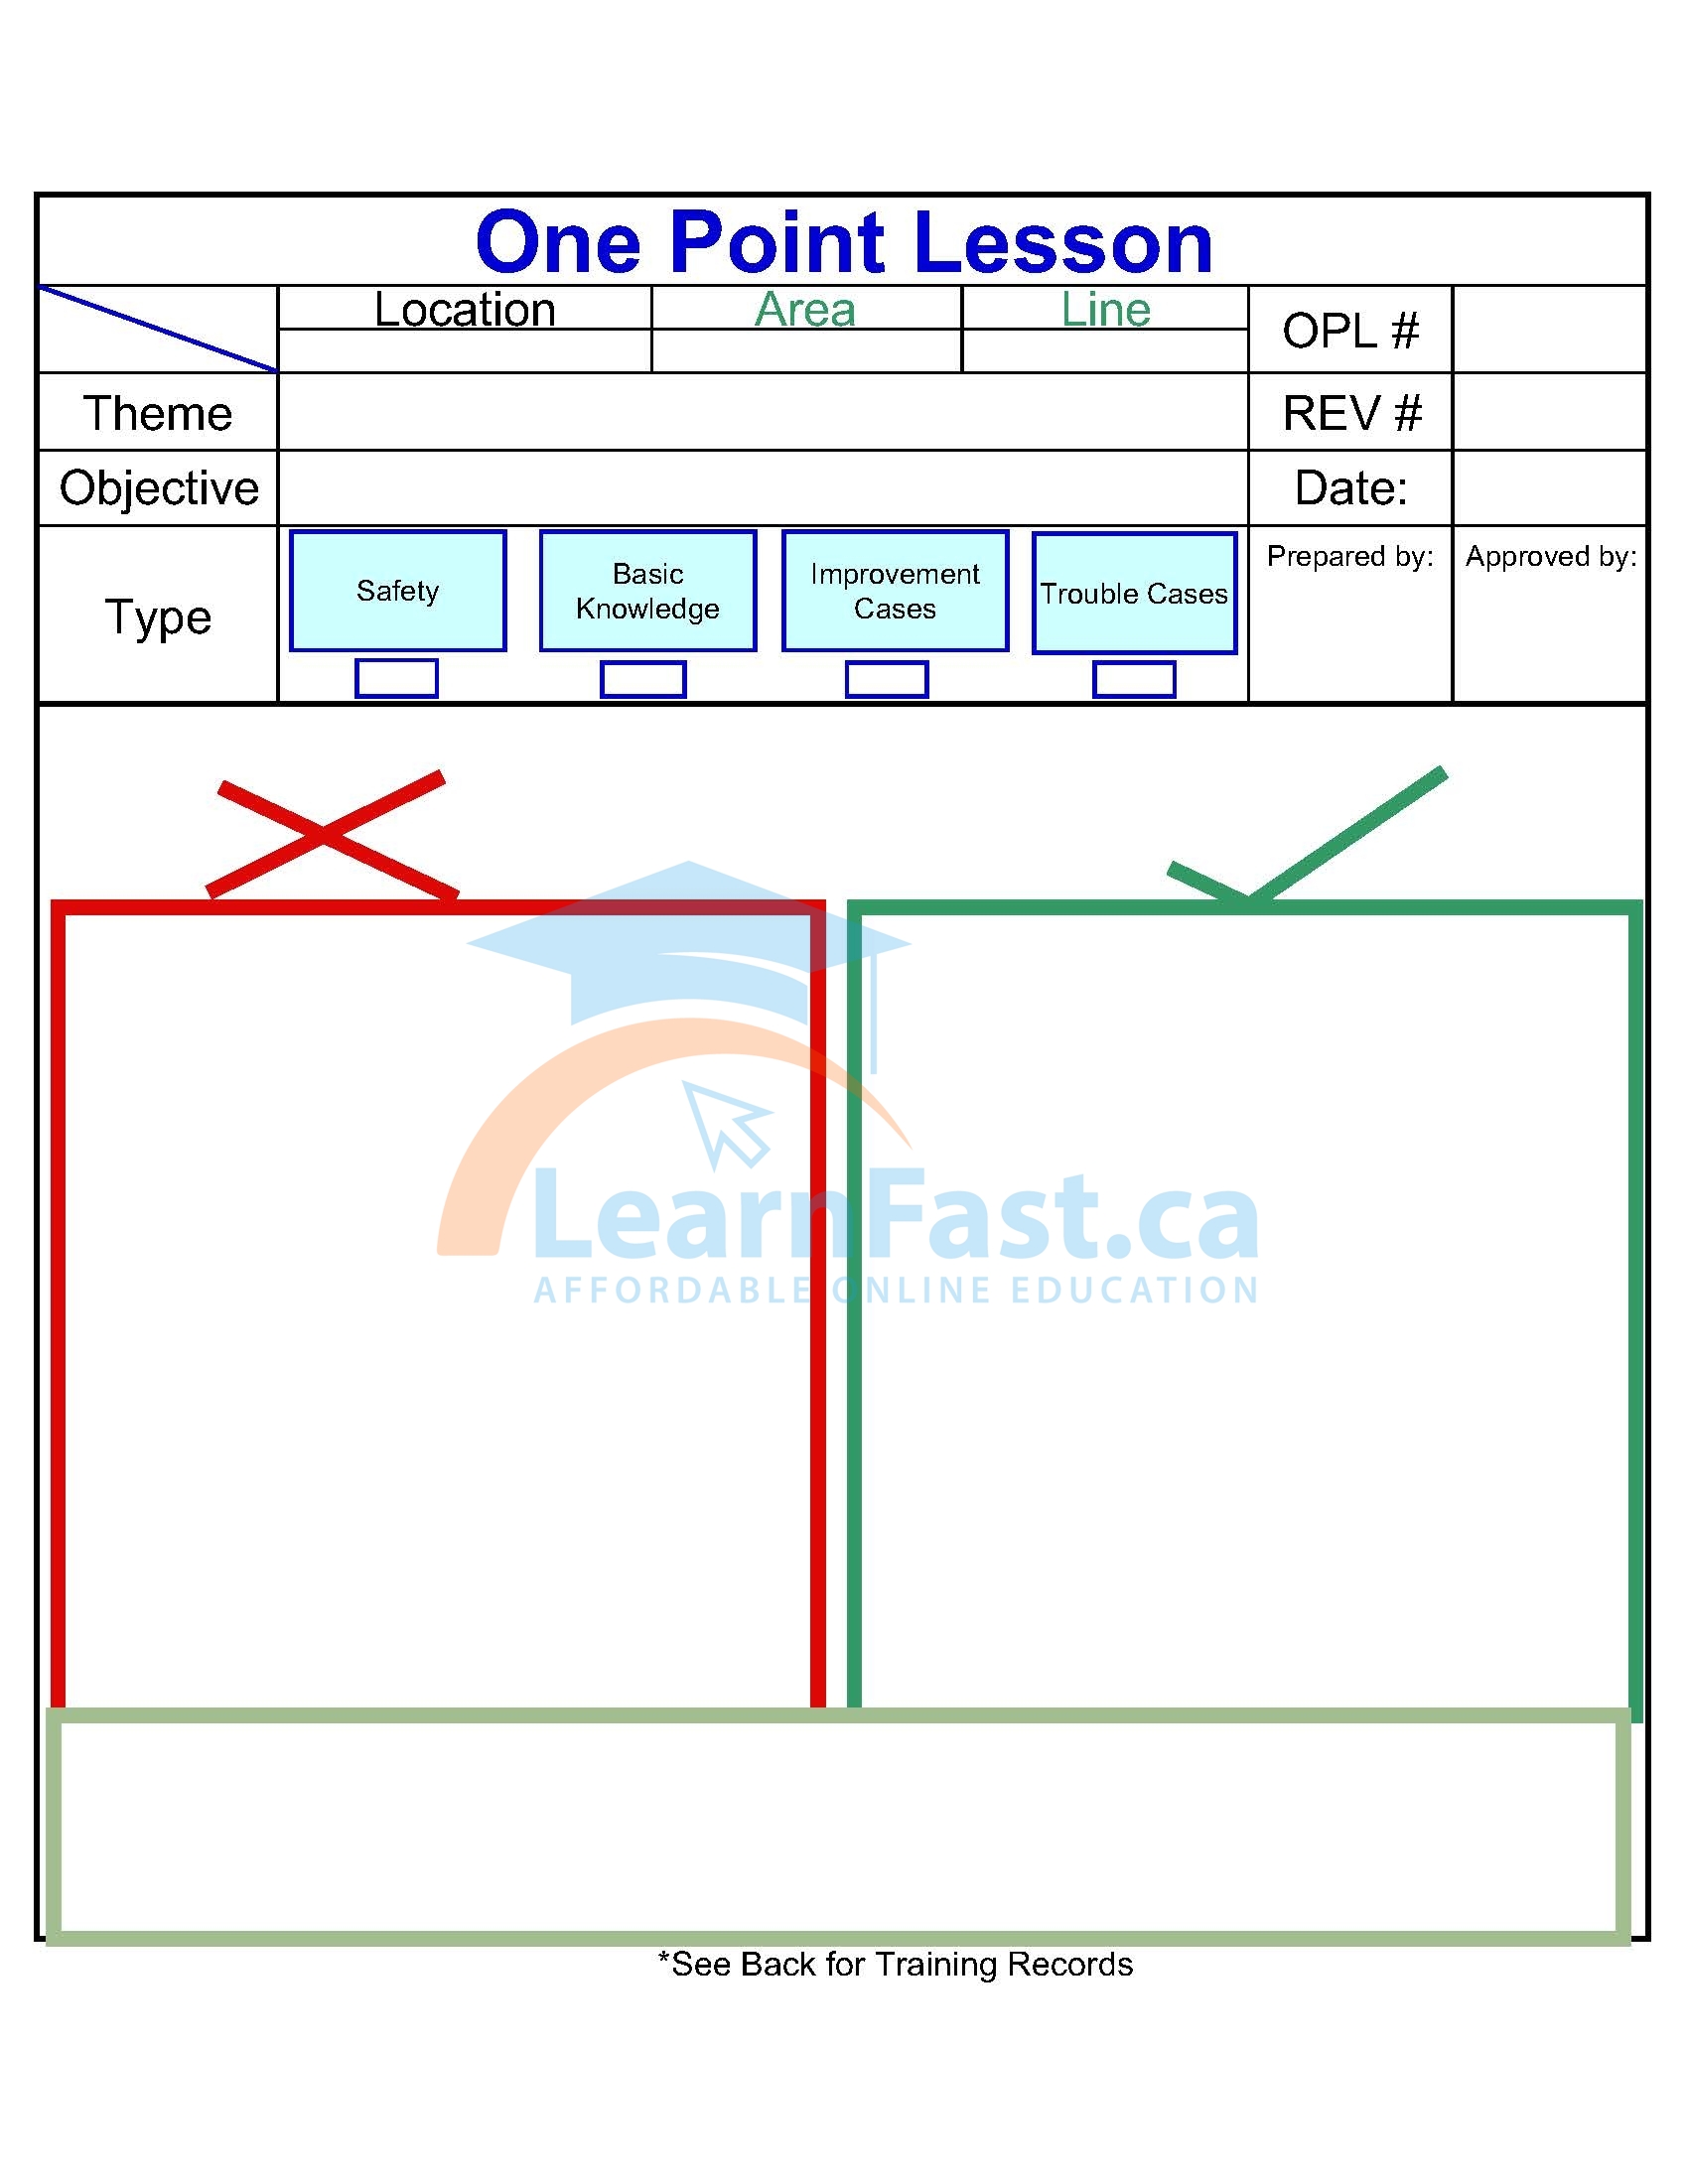 One Point Lesson
Location Area Line OPL #
Theme REV #
Objective Date:
Type
Safety
Basic
Knowledge
Improvement
Cases
Trouble Cases
Prepared by: Approved by:
LearnFast.ca
AFFORDABLE ONLINE EDUCATION
*See Back for Training Records